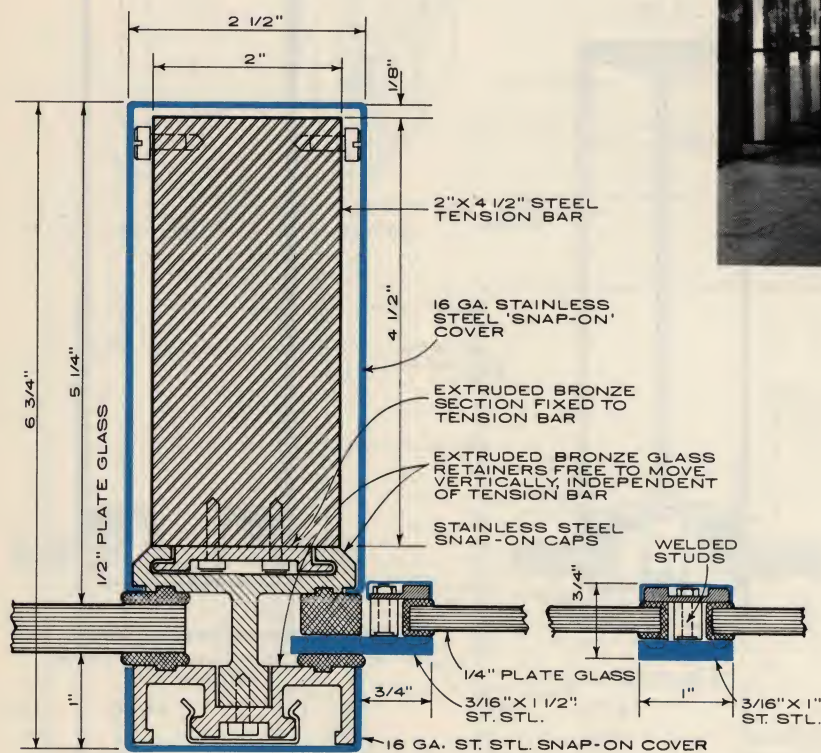 2 1/2"
2"
1/8"
6 3/4"
5 1/4"
4 1/2"
1/2" PLATE GLASS
2"X 4 1/2" STEEL
TENSION BAR
16 GA. STAINLESS
STEEL 'SNAP-ON'
COVER
EXTRUDED BRONZE
SECTION FIXED TO
TENSION BAR
EXTRUDED BRONZE GLASS
RETAINERS FREE TO MOVE
VERTICALLY, INDEPENDENT
OF TENSION BAR
STAINLESS STEEL
SNAP-ON CAPS
WELDED
STUDS
3/4"
1/4" PLATE GLASS
1"
3/4"
3/16" X 1 1/2"
ST. STL.
1"
3/16" X 1"
ST. STL.
16 GA. ST. STL. SNAP-ON COVER